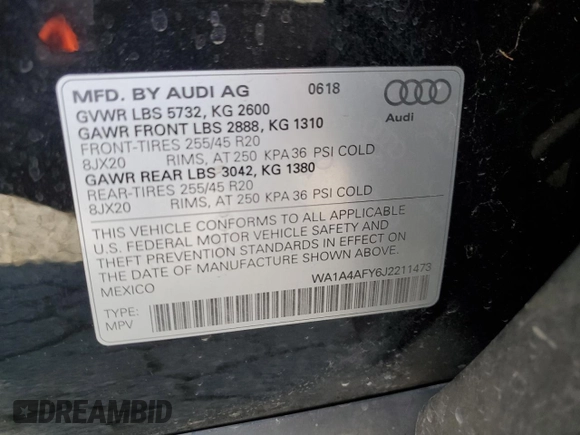 MFD. BY AUDI AG 0618
GVWR LBS 5732, KG 2600
GAWR FRONT LBS 2888, KG 1310
FRONT-TIRES 255/45 R20
8JX20 RIMS, AT 250 KPA 36 PSI COLD
GAWR REAR LBS 3042, KG 1380
REAR-TIRES 255/45 R20
8JX20 RIMS, AT 250 KPA 36 PSI COLD
Audi
THIS VEHICLE CONFORMS TO ALL APPLICABLE
U.S. FEDERAL MOTOR VEHICLE SAFETY AND
THEFT PREVENTION STANDARDS IN EFFECT ON
THE DATE OF MANUFACTURE SHOWN ABOVE.
MEXICO WA1A4AFY6J2211473
TYPE:
MPV
DREAMBID